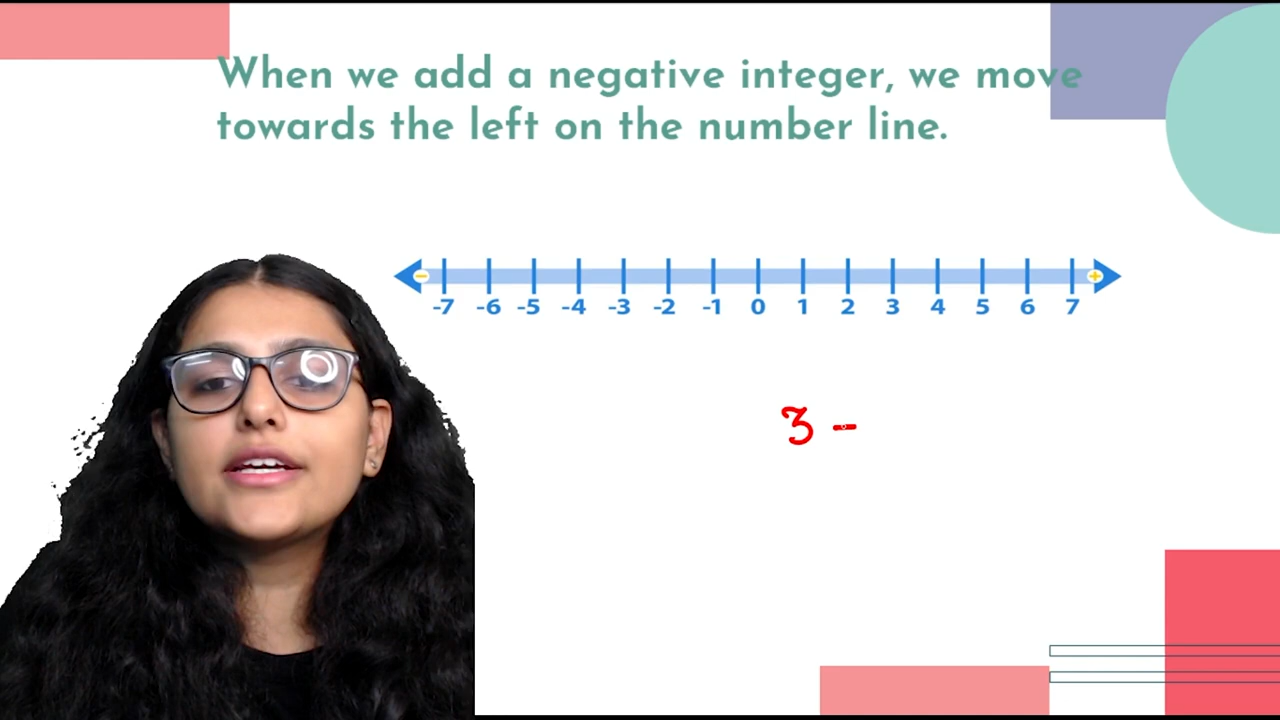 When we add a negative integer, we move
towards the left on the number line.
− +
-7 -6 -5 -4 -3 -2 -1 0 1 2 3 4 5 6 7
3 -